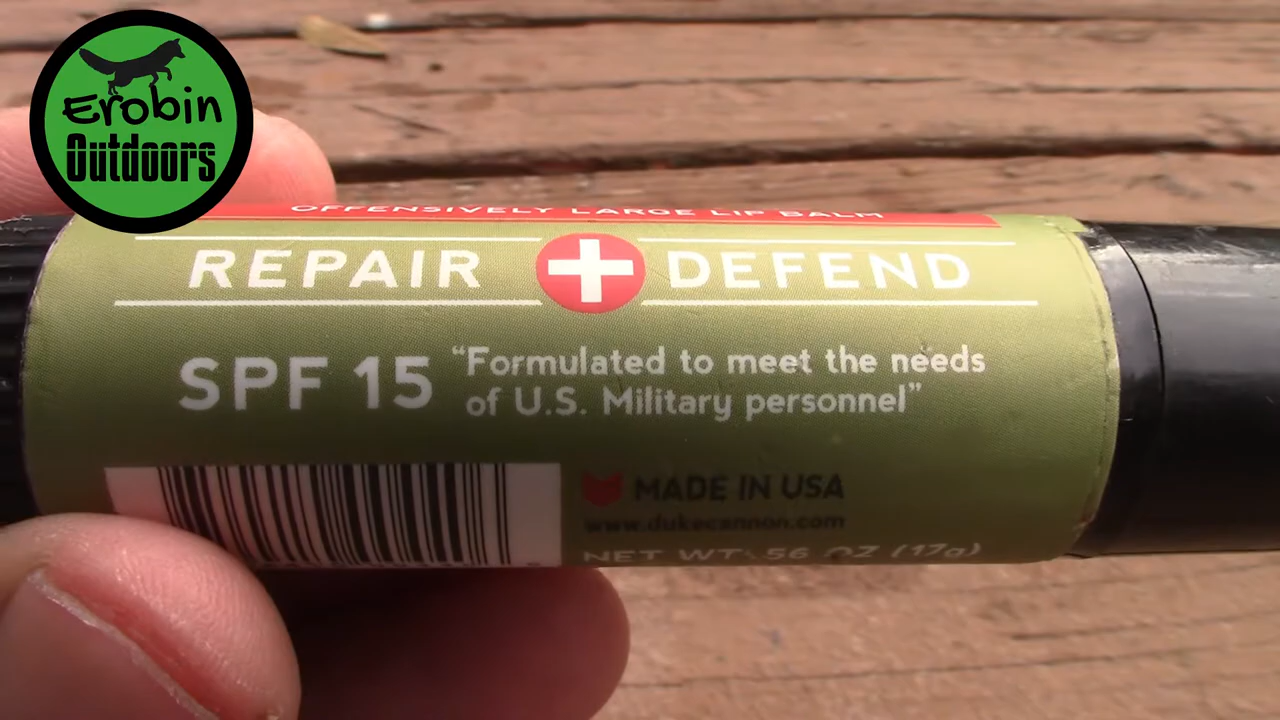 Erobin
Outdoors
OFFENSIVELY LARGE LIP BALM
REPAIR + DEFEND
SPF 15
“Formulated to meet the needs
of U.S. Military personnel”
MADE IN USA
www.dukecannon.com
NET WT. .56 OZ (17g)